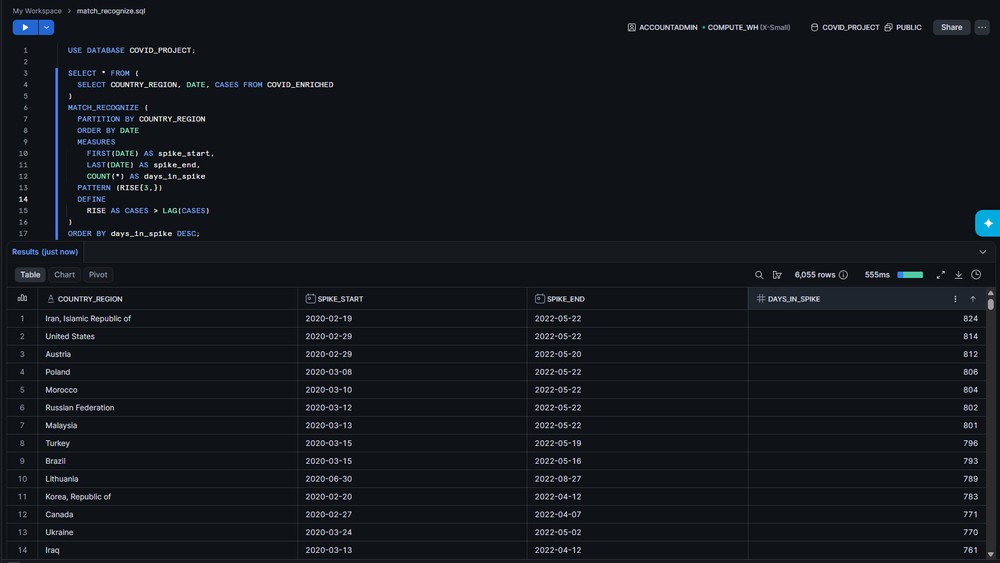 My Workspace > match_recognize.sql
ACCOUNTADMIN • COMPUTE_WH (X-Small) COVID_PROJECT PUBLIC Share ...
1 USE DATABASE COVID_PROJECT;
2
3 SELECT * FROM (
4 SELECT COUNTRY_REGION, DATE, CASES FROM COVID_ENRICHED
5 )
6 MATCH_RECOGNIZE (
7 PARTITION BY COUNTRY_REGION
8 ORDER BY DATE
9 MEASURES
10 FIRST(DATE) AS spike_start,
11 LAST(DATE) AS spike_end,
12 COUNT(*) AS days_in_spike
13 PATTERN (RISE{3,})
14 DEFINE
15 RISE AS CASES > LAG(CASES)
16 )
17 ORDER BY days_in_spike DESC;
Results (just now)
Table Chart Pivot 6,055 rows 555ms
COUNTRY_REGION SPIKE_START SPIKE_END DAYS_IN_SPIKE
1 Iran, Islamic Republic of 2020-02-19 2022-05-22 824
2 United States 2020-02-29 2022-05-22 814
3 Austria 2020-02-29 2022-05-20 812
4 Poland 2020-03-08 2022-05-22 806
5 Morocco 2020-03-10 2022-05-22 804
6 Russian Federation 2020-03-12 2022-05-22 802
7 Malaysia 2020-03-13 2022-05-22 801
8 Turkey 2020-03-15 2022-05-19 796
9 Brazil 2020-03-15 2022-05-16 793
10 Lithuania 2020-06-30 2022-08-27 789
11 Korea, Republic of 2020-02-20 2022-04-12 783
12 Canada 2020-02-27 2022-04-07 771
13 Ukraine 2020-03-24 2022-05-02 770
14 Iraq 2020-03-13 2022-04-12 761